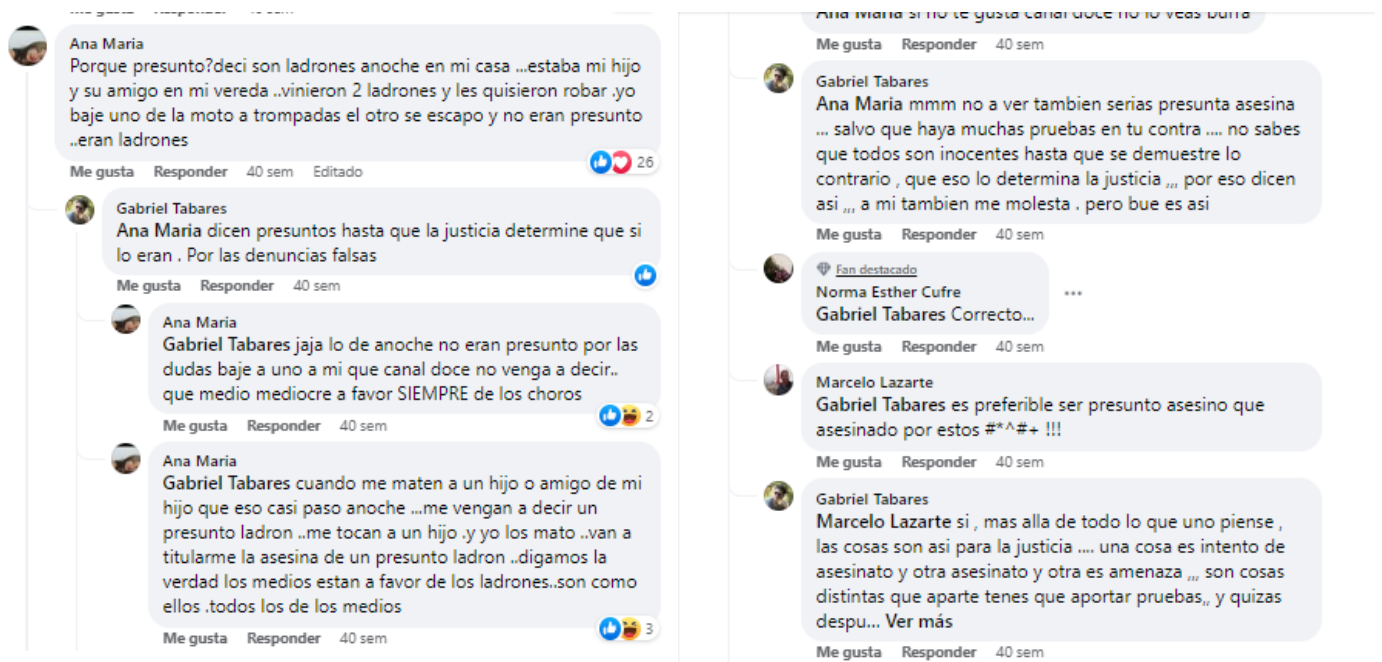 Ana Maria
Porque presunto?deci son ladrones anoche en mi casa ...estaba mi hijo
y su amigo en mi vereda ..vinieron 2 ladrones y les quisieron robar .yo
baje uno de la moto a trompadas el otro se escapo y no eran presunto
..eran ladrones
Me gusta Responder 40 sem Editado
26
Gabriel Tabares
Ana Maria dicen presuntos hasta que la justicia determine que si
lo eran . Por las denuncias falsas
Me gusta Responder 40 sem
Ana Maria
Gabriel Tabares jaja lo de anoche no eran presunto por las
dudas baje a uno a mi que canal doce no venga a decir..
que medio mediocre a favor SIEMPRE de los choros
2
Me gusta Responder 40 sem
Ana Maria
Gabriel Tabares cuando me maten a un hijo o amigo de mi
hijo que eso casi paso anoche ...me vengan a decir un
presunto ladron ..me tocan a un hijo .y yo los mato ..van a
titularme la asesina de un presunto ladron ..digamos la
verdad los medios estan a favor de los ladrones..son como
ellos .todos los de los medios
3
Me gusta Responder 40 sem
Ana Maria si no te gusta canal doce no lo veas burra
Me gusta Responder 40 sem
Gabriel Tabares
Ana Maria mmm no a ver tambien serias presunta asesina
... salvo que haya muchas pruebas en tu contra .... no sabes
que todos son inocentes hasta que se demuestre lo
contrario , que eso lo determina la justicia ,,, por eso dicen
asi ,,, a mi tambien me molesta . pero bue es asi
Me gusta Responder 40 sem
Fan destacado
Norma Esther Cufre
Gabriel Tabares Correcto...
Me gusta Responder 40 sem
Marcelo Lazarte
Gabriel Tabares es preferible ser presunto asesino que
asesinado por estos #*^#+ !!!
Me gusta Responder 40 sem
Gabriel Tabares
Marcelo Lazarte si , mas alla de todo lo que uno piense ,
las cosas son asi para la justicia .... una cosa es intento de
asesinato y otra asesinato y otra es amenaza ,,, son cosas
distintas que aparte tenes que aportar pruebas,, y quizas
despu... Ver más
Me gusta Responder 40 sem